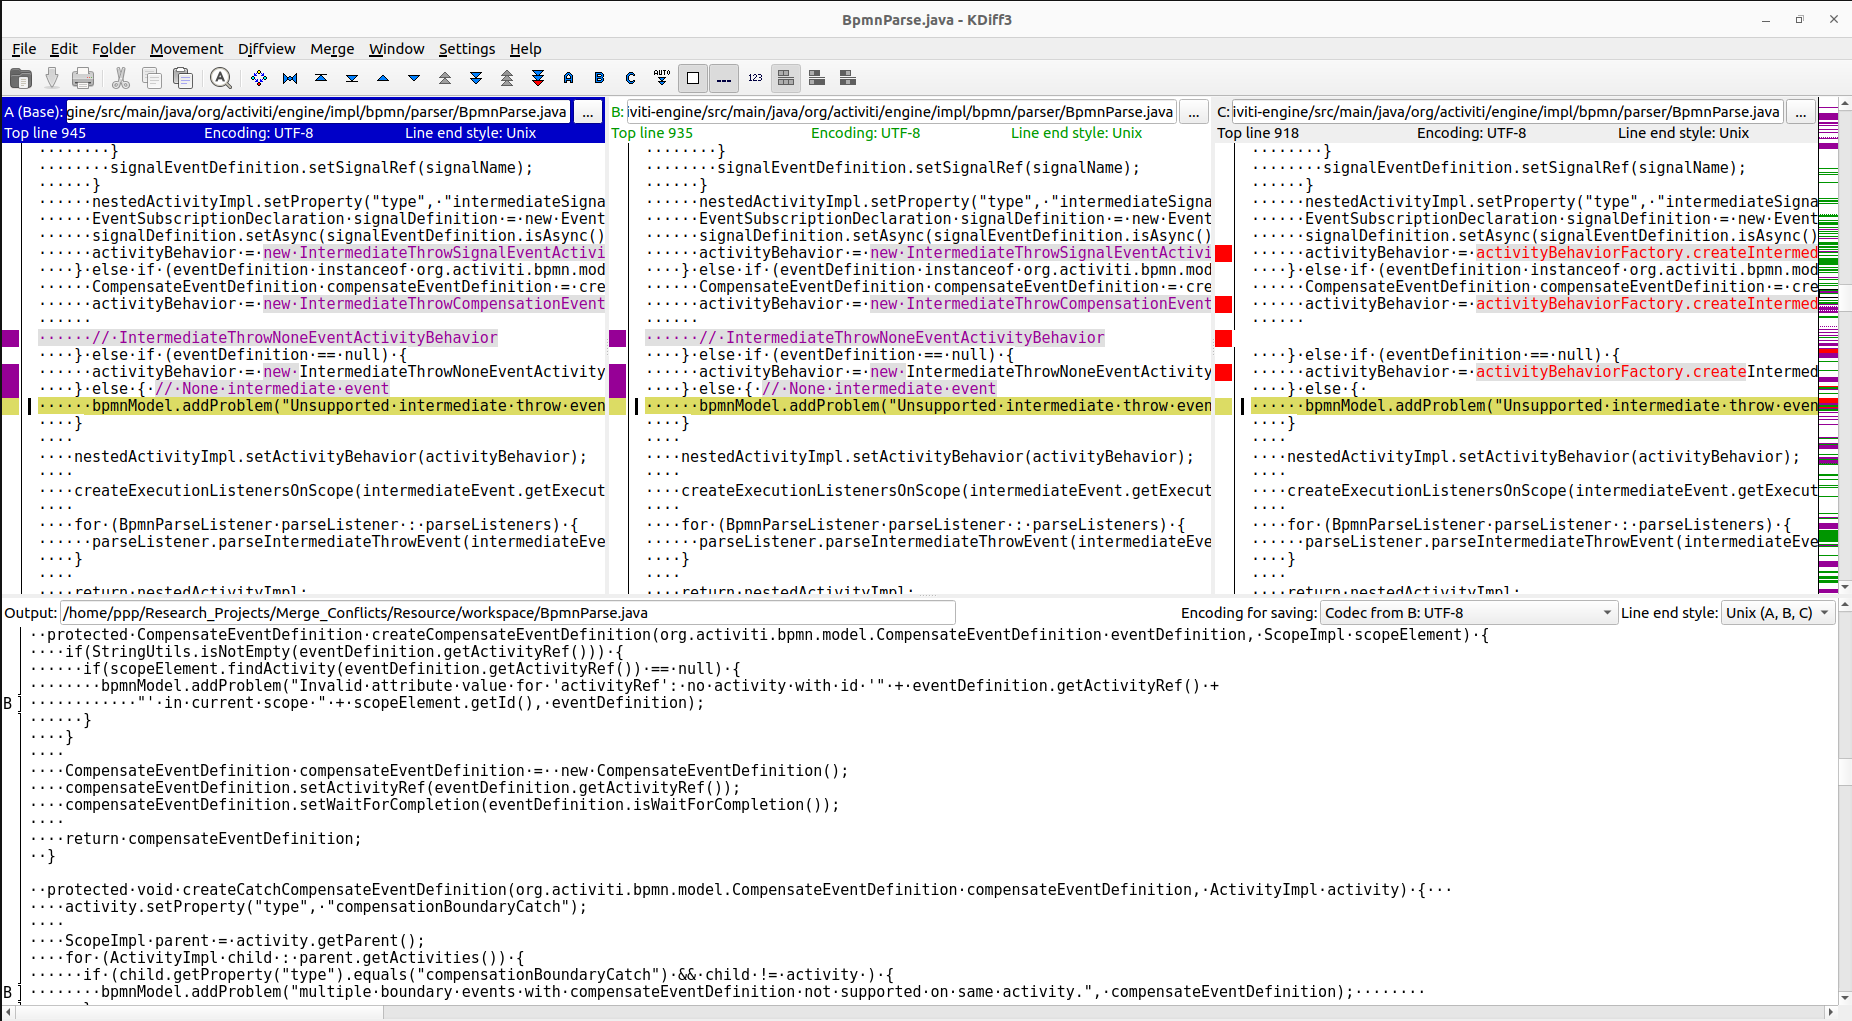 BpmnParse.java - KDiff3
File Edit Folder Movement Diffview Merge Window Settings Help
A B C AUTO 123
A (Base): gine/src/main/java/org/activiti/engine/impl/bpmn/parser/BpmnParse.java ...
Top line 945 Encoding: UTF-8 Line end style: Unix
········}
········signalEventDefinition.setSignalRef(signalName);
······}
······nestedActivityImpl.setProperty("type",·"intermediateSigna
······EventSubscriptionDeclaration·signalDefinition·=·new·Event
······signalDefinition.setAsync(signalEventDefinition.isAsync()
······activityBehavior·=·new·IntermediateThrowSignalEventActivi
····}·else·if·(eventDefinition·instanceof·org.activiti.bpmn.mod
······CompensateEventDefinition·compensateEventDefinition·=·cre
······activityBehavior·=·new·IntermediateThrowCompensationEvent
······
······//·IntermediateThrowNoneEventActivityBehavior
····}·else·if·(eventDefinition·==·null)·{
······activityBehavior·=·new·IntermediateThrowNoneEventActivity
····}·else·{·//·None·intermediate·event
······bpmnModel.addProblem("Unsupported·intermediate·throw·even
····}
····
····nestedActivityImpl.setActivityBehavior(activityBehavior);
····
····createExecutionListenersOnScope(intermediateEvent.getExecut
····
····for·(BpmnParseListener·parseListener·:·parseListeners)·{
······parseListener.parseIntermediateThrowEvent(intermediateEve
····}
····
····return·nestedActivityImpl;
B: iviti-engine/src/main/java/org/activiti/engine/impl/bpmn/parser/BpmnParse.java ...
Top line 935 Encoding: UTF-8 Line end style: Unix
········}
········signalEventDefinition.setSignalRef(signalName);
······}
······nestedActivityImpl.setProperty("type",·"intermediateSigna
······EventSubscriptionDeclaration·signalDefinition·=·new·Event
······signalDefinition.setAsync(signalEventDefinition.isAsync()
······activityBehavior·=·new·IntermediateThrowSignalEventActivi
····}·else·if·(eventDefinition·instanceof·org.activiti.bpmn.mod
······CompensateEventDefinition·compensateEventDefinition·=·cre
······activityBehavior·=·new·IntermediateThrowCompensationEvent
······
······//·IntermediateThrowNoneEventActivityBehavior
····}·else·if·(eventDefinition·==·null)·{
······activityBehavior·=·new·IntermediateThrowNoneEventActivity
····}·else·{·//·None·intermediate·event
······bpmnModel.addProblem("Unsupported·intermediate·throw·even
····}
····
····nestedActivityImpl.setActivityBehavior(activityBehavior);
····
····createExecutionListenersOnScope(intermediateEvent.getExecut
····
····for·(BpmnParseListener·parseListener·:·parseListeners)·{
······parseListener.parseIntermediateThrowEvent(intermediateEve
····}
····
····return·nestedActivityImpl;
C: iviti-engine/src/main/java/org/activiti/engine/impl/bpmn/parser/BpmnParse.java ...
Top line 918 Encoding: UTF-8 Line end style: Unix
········}
········signalEventDefinition.setSignalRef(signalName);
······}
······nestedActivityImpl.setProperty("type",·"intermediateSigna
······EventSubscriptionDeclaration·signalDefinition·=·new·Event
······signalDefinition.setAsync(signalEventDefinition.isAsync()
······activityBehavior·=·activityBehaviorFactory.createIntermed
····}·else·if·(eventDefinition·instanceof·org.activiti.bpmn.mod
······CompensateEventDefinition·compensateEventDefinition·=·cre
······activityBehavior·=·activityBehaviorFactory.createIntermed
······
····}·else·if·(eventDefinition·==·null)·{
······activityBehavior·=·activityBehaviorFactory.createIntermed
····}·else·{·
······bpmnModel.addProblem("Unsupported·intermediate·throw·even
····}
····
····nestedActivityImpl.setActivityBehavior(activityBehavior);
····
····createExecutionListenersOnScope(intermediateEvent.getExecut
····
····for·(BpmnParseListener·parseListener·:·parseListeners)·{
······parseListener.parseIntermediateThrowEvent(intermediateEve
····}
····
····return·nestedActivityImpl;
Output: /home/ppp/Research_Projects/Merge_Conflicts/Resource/workspace/BpmnParse.java Encoding for saving: Codec from B: UTF-8 Line end style: Unix (A, B, C)
··protected·CompensateEventDefinition·createCompensateEventDefinition(org.activiti.bpmn.model.CompensateEventDefinition·eventDefinition,·ScopeImpl·scopeElement)·{
····if(StringUtils.isNotEmpty(eventDefinition.getActivityRef()))·{
······if(scopeElement.findActivity(eventDefinition.getActivityRef())·==·null)·{
········bpmnModel.addProblem("Invalid·attribute·value·for·'activityRef':·no·activity·with·id·'"·+·eventDefinition.getActivityRef()·+
B ············"'·in·current·scope·"·+·scopeElement.getId(),·eventDefinition);
······}
····}
····
····CompensateEventDefinition·compensateEventDefinition·=··new·CompensateEventDefinition();
····compensateEventDefinition.setActivityRef(eventDefinition.getActivityRef());
····compensateEventDefinition.setWaitForCompletion(eventDefinition.isWaitForCompletion());
····
····return·compensateEventDefinition;
··}
··protected·void·createCatchCompensateEventDefinition(org.activiti.bpmn.model.CompensateEventDefinition·compensateEventDefinition,·ActivityImpl·activity)·{···
····activity.setProperty("type",·"compensationBoundaryCatch");
····
····ScopeImpl·parent·=·activity.getParent();
····for·(ActivityImpl·child·:·parent.getActivities())·{
······if·(child.getProperty("type").equals("compensationBoundaryCatch")·&&·child·!=·activity·)·{
B ········bpmnModel.addProblem("multiple·boundary·events·with·compensateEventDefinition·not·supported·on·same·activity.",·compensateEventDefinition);········